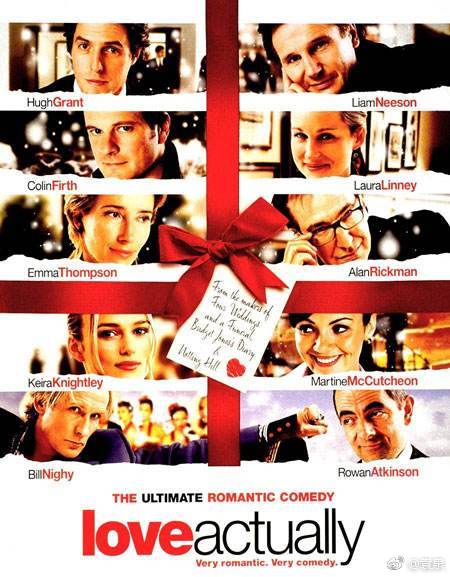 HughGrant
LiamNeeson
ColinFirth
LauraLinney
EmmaThompson
AlanRickman
From the makers of
Four Weddings
and a Funeral,
Bridget Jones's Diary
&
Notting Hill
KeiraKnightley
MartineMcCutcheon
BillNighy
RowanAtkinson
THE ULTIMATE ROMANTIC COMEDY
loveactually
Very romantic. Very comedy.